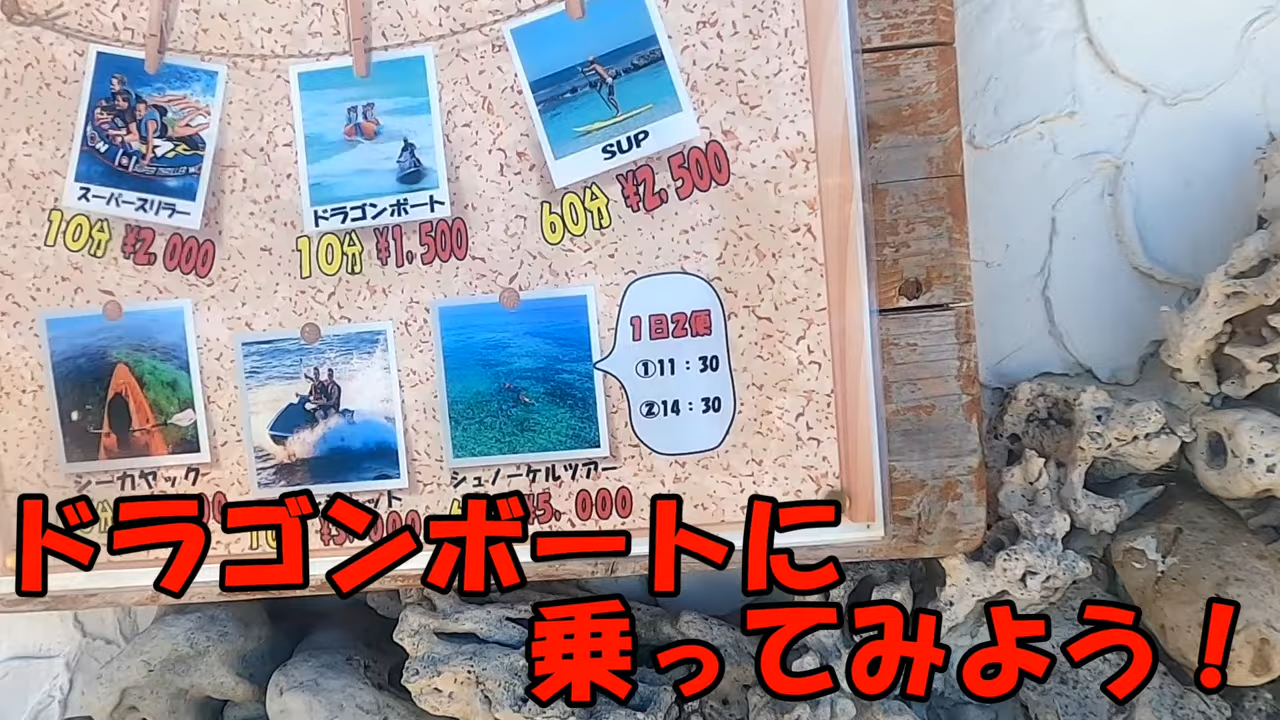 スーパースリラー
10分 ¥2,000
ドラゴンボート
10分 ¥1,500
SUP
60分 ¥2,500
シーカヤック
シュノーケルツアー
¥5,000
1日2便
①11：30
②14：30
ドラゴンボートに
乗ってみよう！